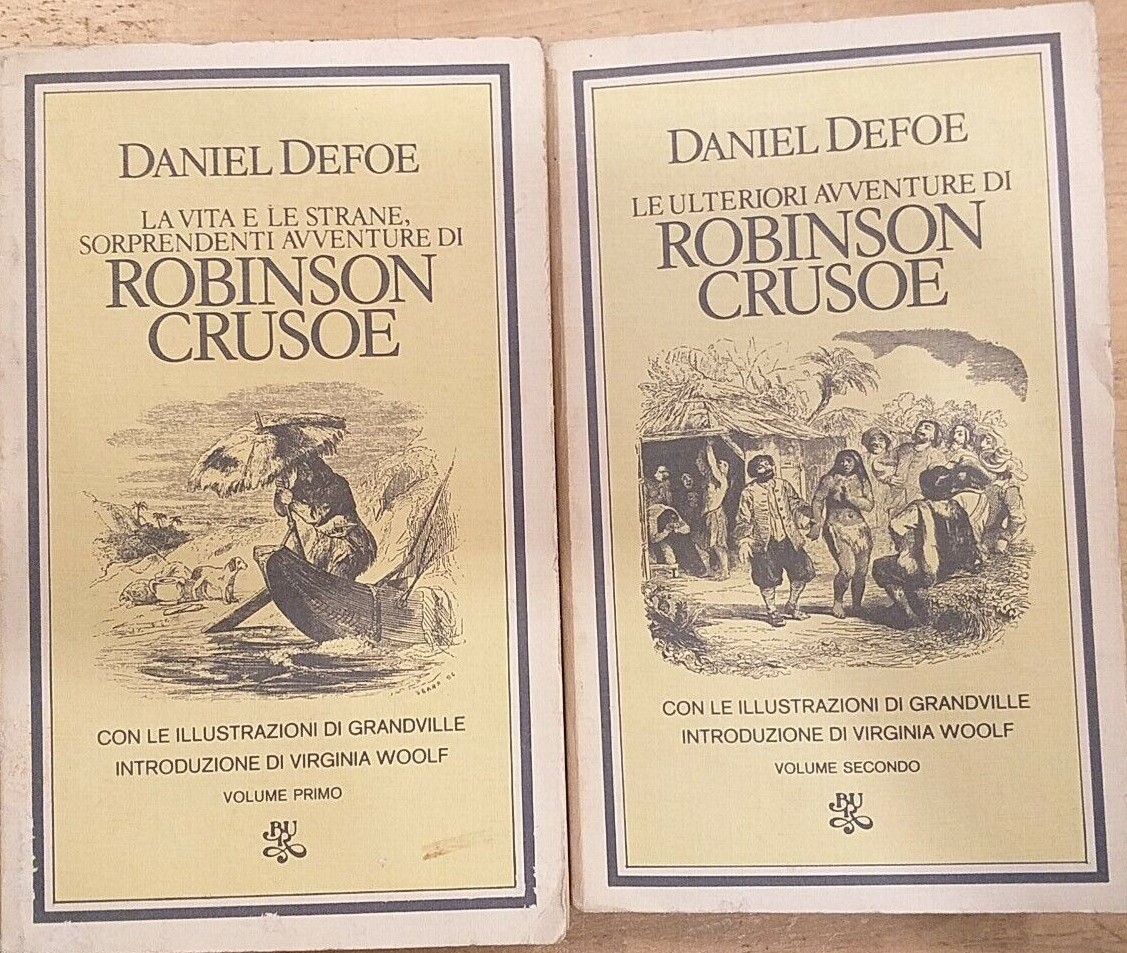 DANIEL DEFOE
LA VITA E LE STRANE,
SORPRENDENTI AVVENTURE DI
ROBINSON
CRUSOE
CON LE ILLUSTRAZIONI DI GRANDVILLE
INTRODUZIONE DI VIRGINIA WOOLF
VOLUME PRIMO
BUR
DANIEL DEFOE
LE ULTERIORI AVVENTURE DI
ROBINSON
CRUSOE
CON LE ILLUSTRAZIONI DI GRANDVILLE
INTRODUZIONE DI VIRGINIA WOOLF
VOLUME SECONDO
BUR